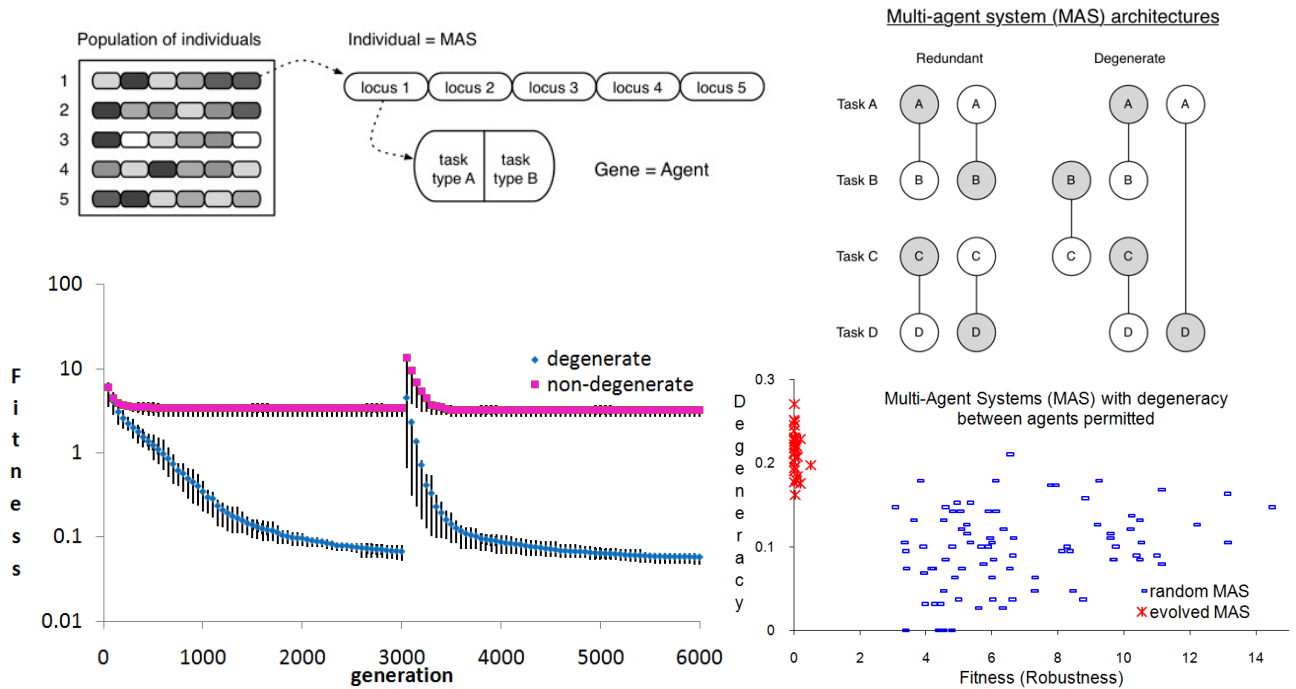 Population of individuals
1
2
3
4
5
Individual = MAS
locus 1 locus 2 locus 3 locus 4 locus 5
task type A
task type B
Gene = Agent
Multi-agent system (MAS) architectures
Redundant Degenerate
Task A A A A A
Task B B B B B
Task C C C C C
Task D D D D D
Fitness
100
10
1
0.1
0.01
degenerate
non-degenerate
0 1000 2000 3000 4000 5000 6000
generation
Degeneracy
0.3
0.2
0.1
0
Multi-Agent Systems (MAS) with degeneracy
between agents permitted
random MAS
evolved MAS
0 2 4 6 8 10 12 14
Fitness (Robustness)